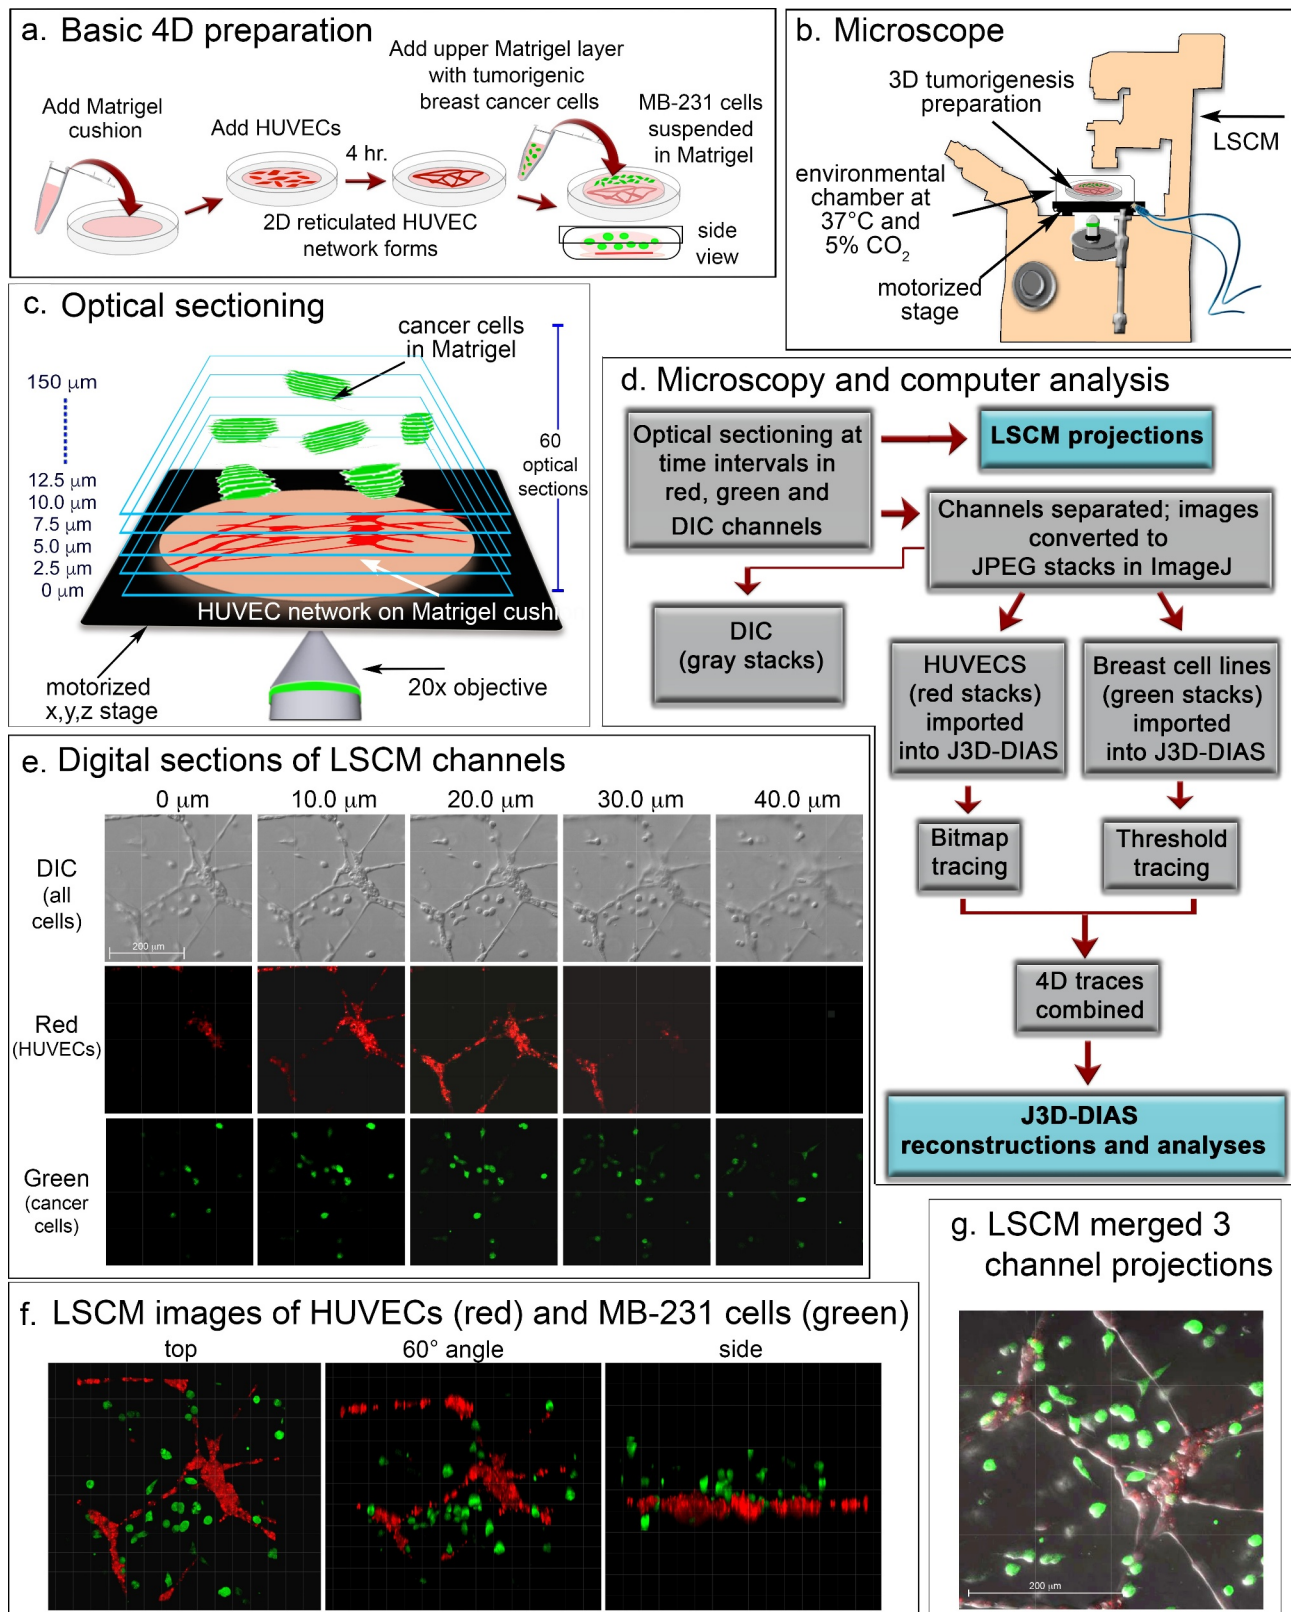 a. Basic 4D preparation
Add Matrigel
cushion
Add HUVECs
4 hr.
2D reticulated HUVEC
network forms
Add upper Matrigel layer
with tumorigenic
breast cancer cells
MB-231 cells
suspended
in Matrigel
side
view
b. Microscope
3D tumorigenesis
preparation
LSCM
environmental
chamber at
37°C and
5% CO2
motorized
stage
c. Optical sectioning
cancer cells
in Matrigel
150 µm
12.5 µm
10.0 µm
7.5 µm
5.0 µm
2.5 µm
0 µm
60
optical
sections
HUVEC network on Matrigel cushi
motorized
x,y,z stage
20x objective
d. Microscopy and computer analysis
Optical sectioning at
time intervals in
red, green and
DIC channels
LSCM projections
Channels separated; images
converted to
JPEG stacks in ImageJ
DIC
(gray stacks)
HUVECS
(red stacks)
imported
into J3D-DIAS
Breast cell lines
(green stacks)
imported
into J3D-DIAS
Bitmap
tracing
Threshold
tracing
4D traces
combined
J3D-DIAS
reconstructions and analyses
e. Digital sections of LSCM channels
0 µm
10.0 µm
20.0 µm
30.0 µm
40.0 µm
DIC
(all
cells)
200 µm
Red
(HUVECs)
Green
(cancer
cells)
f. LSCM images of HUVECs (red) and MB-231 cells (green)
top
60° angle
side
g. LSCM merged 3
channel projections
200 µm